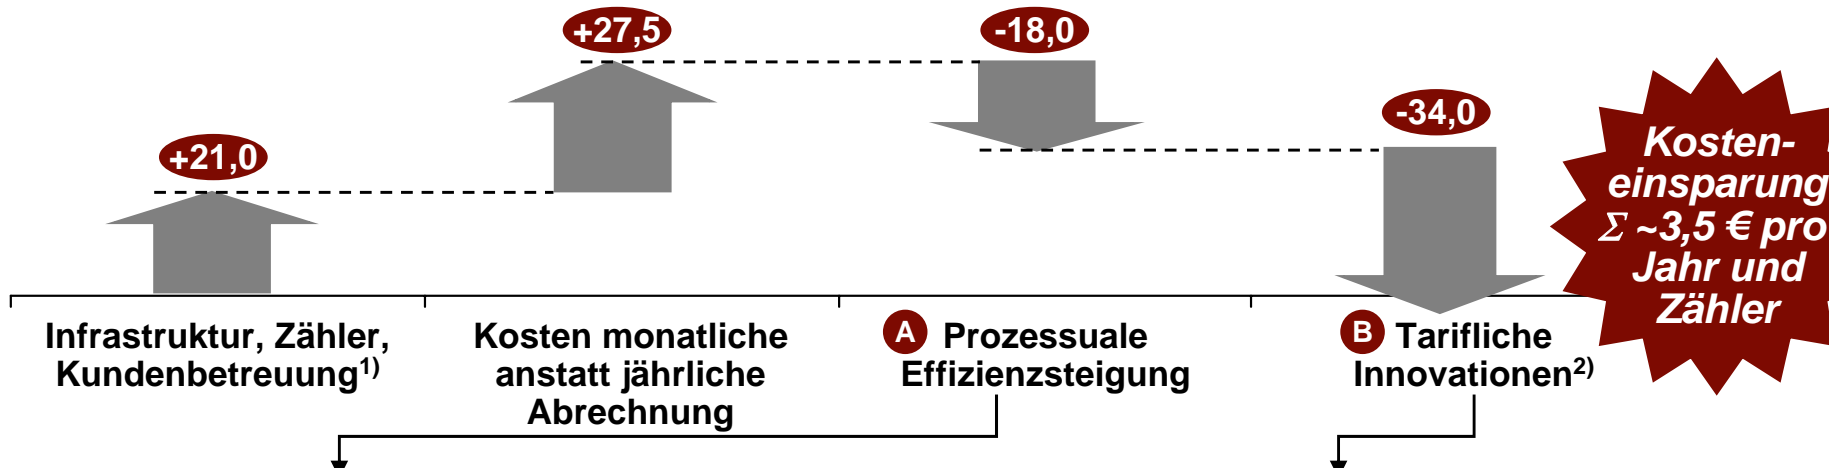 +21,0
+27,5
-18,0
-34,0
Kosten-
einsparung
Σ ~3,5 € pro
Jahr und
Zähler
Infrastruktur, Zähler,
Kundenbetreuung1)
Kosten monatliche
anstatt jährliche
Abrechnung
A Prozessuale
Effizienzsteigung
B Tarifliche
Innovationen2)